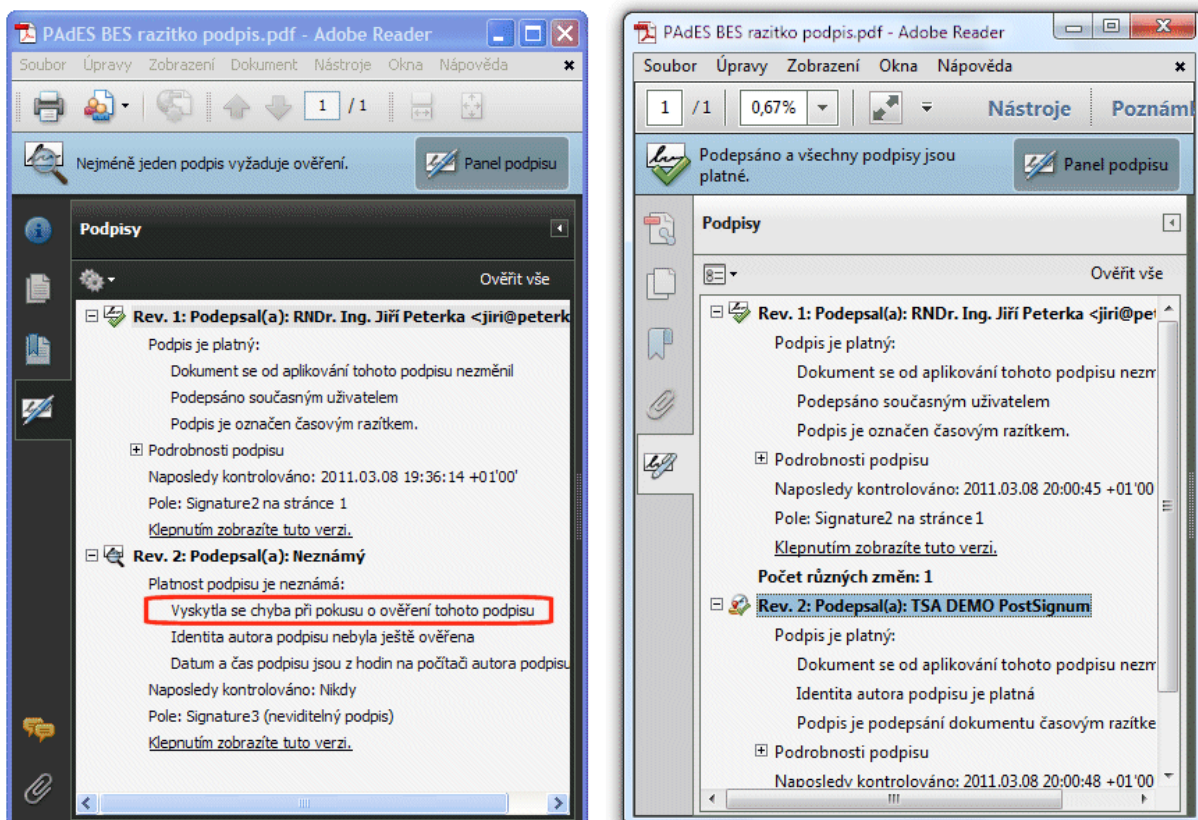 PAdES BES razitko podpis.pdf - Adobe Reader
Soubor Úpravy Zobrazení Dokument Nástroje Okna Nápověda
1 / 1
Nejméně jeden podpis vyžaduje ověření.
Panel podpisu
Podpisy
Ověřit vše
Rev. 1: Podepsal(a): RNDr. Ing. Jiří Peterka <jiri@peterk
Podpis je platný:
Dokument se od aplikování tohoto podpisu nezměnil
Podepsáno současným uživatelem
Podpis je označen časovým razítkem.
Podrobnosti podpisu
Naposledy kontrolováno: 2011.03.08 19:36:14 +01'00'
Pole: Signature2 na stránce 1
Klepnutím zobrazíte tuto verzi.
Rev. 2: Podepsal(a): Neznámý
Platnost podpisu je neznámá:
Vyskytla se chyba při pokusu o ověření tohoto podpisu
Identita autora podpisu nebyla ještě ověřena
Datum a čas podpisu jsou z hodin na počítači autora podpisu
Naposledy kontrolováno: Nikdy
Pole: Signature3 (neviditelný podpis)
Klepnutím zobrazíte tuto verzi.
PAdES BES razitko podpis.pdf - Adobe Reader
Soubor Úpravy Zobrazení Okna Nápověda
1 / 1 0,67% Nástroje Poznáml
Podepsáno a všechny podpisy jsou
platné.
Panel podpisu
Podpisy
Ověřit vše
Rev. 1: Podepsal(a): RNDr. Ing. Jiří Peterka <jiri@pet
Podpis je platný:
Dokument se od aplikování tohoto podpisu nezm
Podepsáno současným uživatelem
Podpis je označen časovým razítkem.
Podrobnosti podpisu
Naposledy kontrolováno: 2011.03.08 20:00:45 +01'00
Pole: Signature2 na stránce 1
Klepnutím zobrazíte tuto verzi.
Počet různých změn: 1
Rev. 2: Podepsal(a): TSA DEMO PostSignum
Podpis je platný:
Dokument se od aplikování tohoto podpisu nezm
Identita autora podpisu je platná
Podpis je podepsání dokumentu časovým razítke
Podrobnosti podpisu
Naposledy kontrolováno: 2011.03.08 20:00:48 +01'00